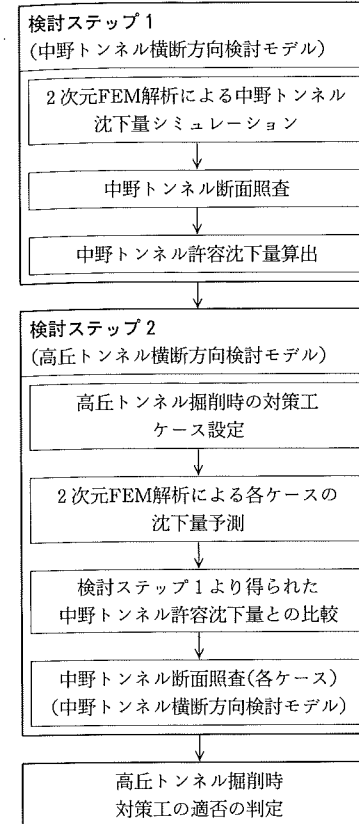 検討ステップ1
(中野トンネル横断方向検討モデル)
2次元FEM解析による中野トンネル
沈下量シミュレーション
中野トンネル断面照査
中野トンネル許容沈下量算出
検討ステップ2
(高丘トンネル横断方向検討モデル)
高丘トンネル掘削時の対策工
ケース設定
2次元FEM解析による各ケースの
沈下量予測
検討ステップ1より得られた
中野トンネル許容沈下量との比較
中野トンネル断面照査(各ケース)
(中野トンネル横断方向検討モデル)
高丘トンネル掘削時
対策工の適否の判定